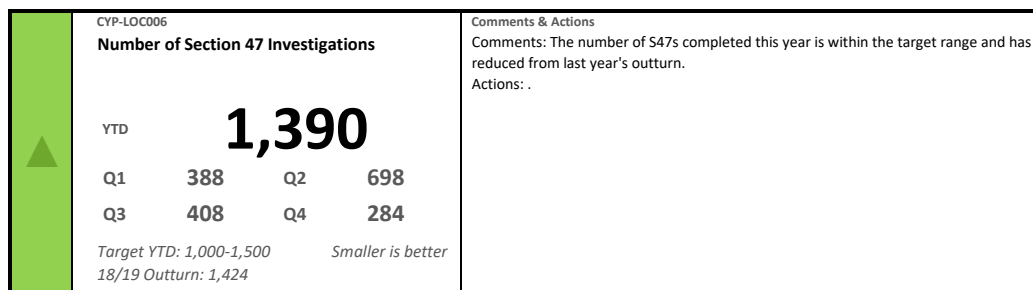 CYP-LOC006
Number of Section 47 Investigations
YTD 1,390
Q1 388 Q2 698
Q3 408 Q4 284
Target YTD: 1,000-1,500 Smaller is better
18/19 Outturn: 1,424
Comments & Actions
Comments: The number of S47s completed this year is within the target range and has
reduced from last year's outturn.
Actions: .